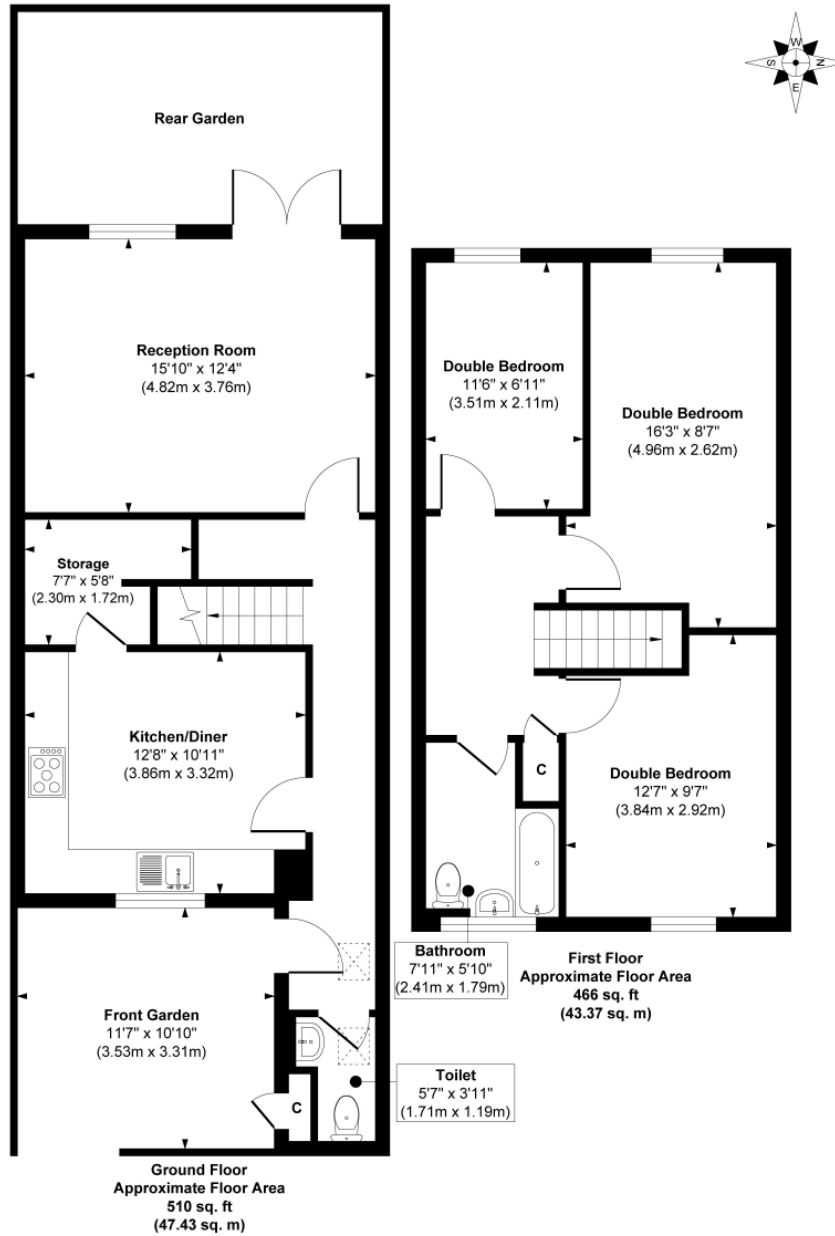 W
S
N
E
Rear Garden
Reception Room
15'10" x 12'4"
(4.82m x 3.76m)
Storage
7'7" x 5'8"
(2.30m x 1.72m)
Kitchen/Diner
12'8" x 10'11"
(3.86m x 3.32m)
Front Garden
11'7" x 10'10"
(3.53m x 3.31m)
C
Toilet
5'7" x 3'11"
(1.71m x 1.19m)
Ground Floor
Approximate Floor Area
510 sq. ft
(47.43 sq. m)
Double Bedroom
11'6" x 6'11"
(3.51m x 2.11m)
Double Bedroom
16'3" x 8'7"
(4.96m x 2.62m)
C
Double Bedroom
12'7" x 9'7"
(3.84m x 2.92m)
Bathroom
7'11" x 5'10"
(2.41m x 1.79m)
First Floor
Approximate Floor Area
466 sq. ft
(43.37 sq. m)